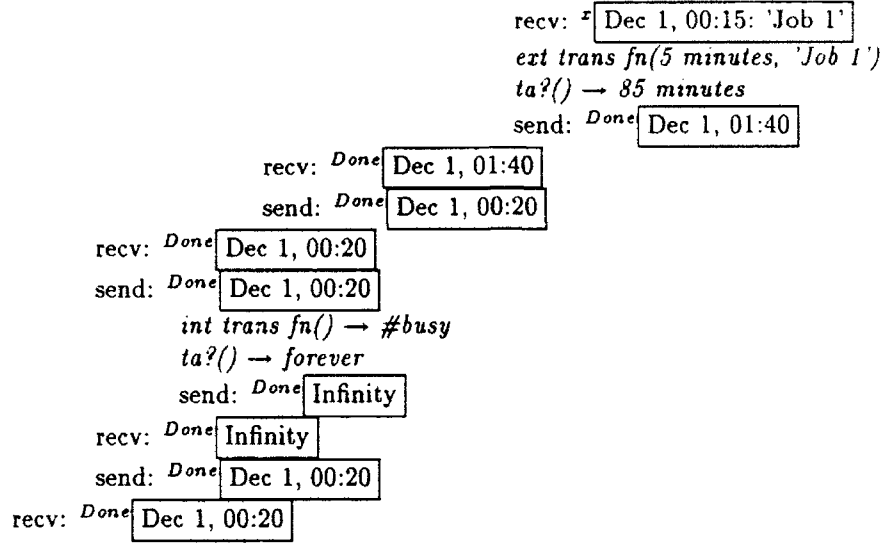 recv: x Dec 1, 00:15: 'Job 1'
ext trans fn(5 minutes, 'Job 1')
ta?() → 85 minutes
send: Done Dec 1, 01:40
recv: Done Dec 1, 01:40
send: Done Dec 1, 00:20
recv: Done Dec 1, 00:20
send: Done Dec 1, 00:20
int trans fn() → #busy
ta?() → forever
send: Done Infinity
recv: Done Infinity
send: Done Dec 1, 00:20
recv: Done Dec 1, 00:20